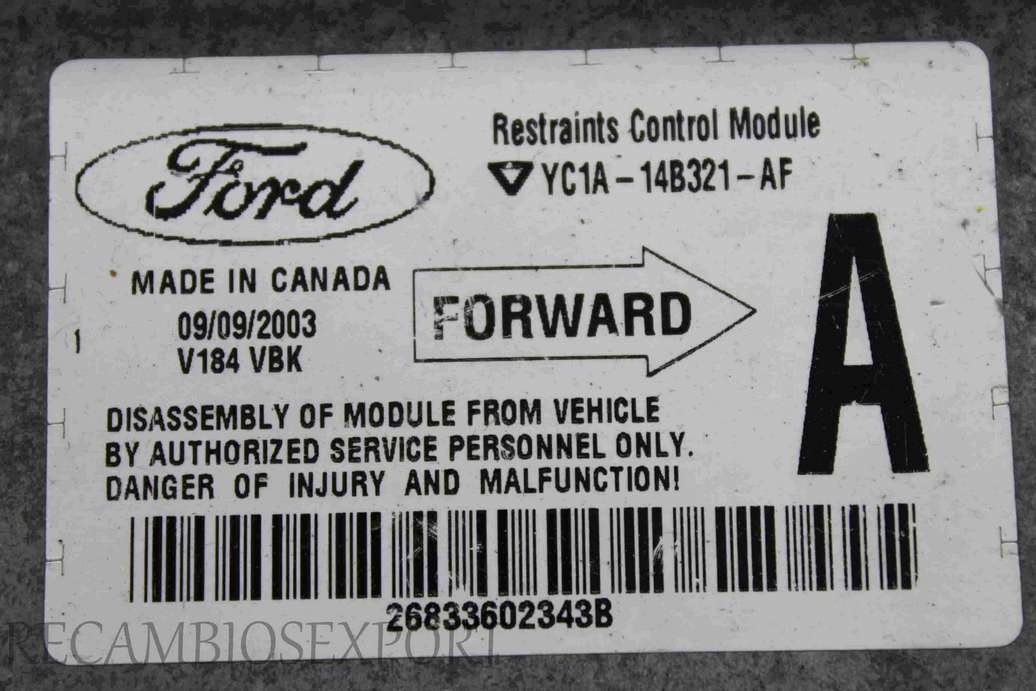 Ford
Restraints Control Module
YC1A-14B321-AF
MADE IN CANADA
09/09/2003
V184 VBK
1
FORWARD
A
DISASSEMBLY OF MODULE FROM VEHICLE
BY AUTHORIZED SERVICE PERSONNEL ONLY.
DANGER OF INJURY AND MALFUNCTION!
26833602343B
RECAMBIOSEXPORT